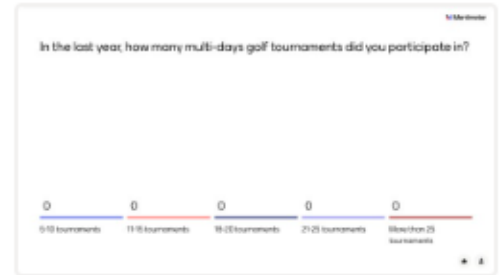 Mentimeter
In the last year, how many multi-days golf tournaments did you participate in?
0 0 0 0 0
5-10 tournaments 11-15 tournaments 16-20 tournaments 21-25 tournaments More than 25
tournaments